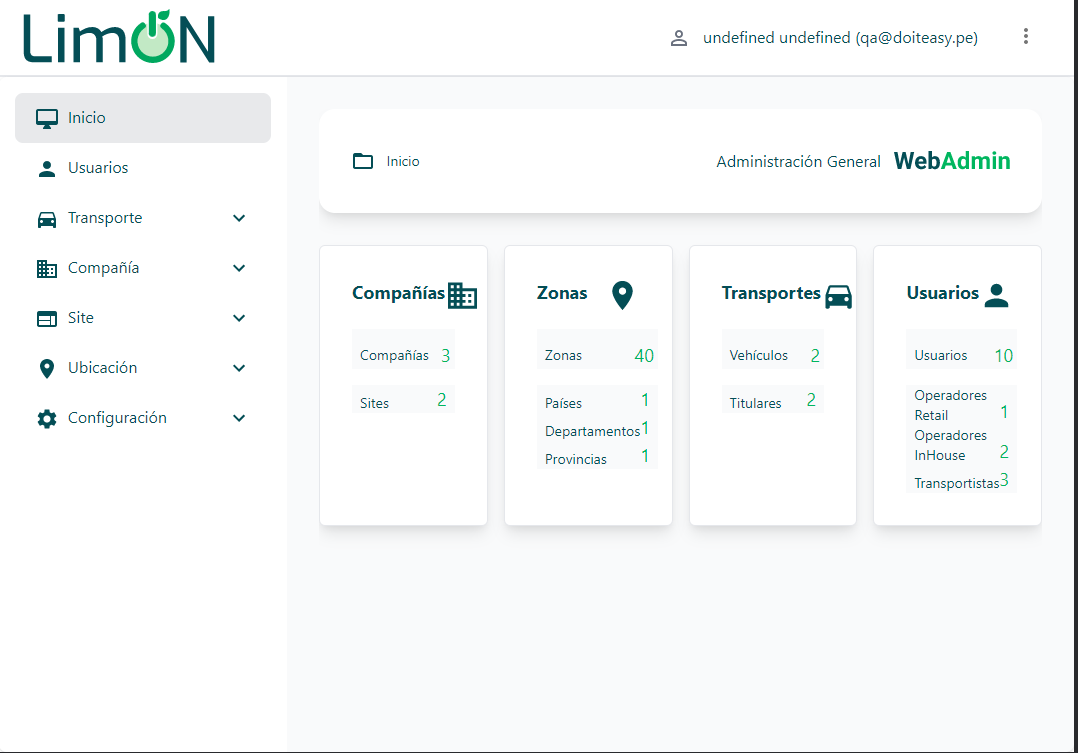 LimON
undefined undefined (qa@doiteasy.pe)
Inicio
Usuarios
Transporte
Compañía
Site
Ubicación
Configuración
Inicio
Administración General WebAdmin
Compañías
Compañías 3
Sites 2
Zonas
Zonas 40
Países 1
Departamentos 1
Provincias 1
Transportes
Vehículos 2
Titulares 2
Usuarios
Usuarios 10
Operadores
Retail 1
Operadores
InHouse 2
Transportistas 3